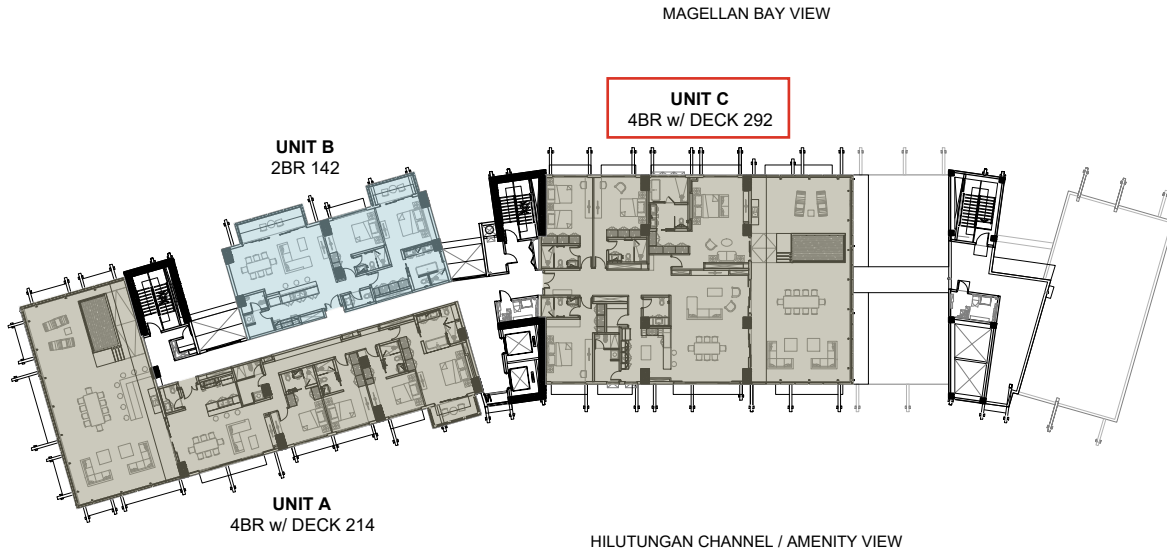 MAGELLAN BAY VIEW
UNIT C
4BR w/ DECK 292
UNIT B
2BR 142
UNIT A
4BR w/ DECK 214
HILUTUNGAN CHANNEL / AMENITY VIEW